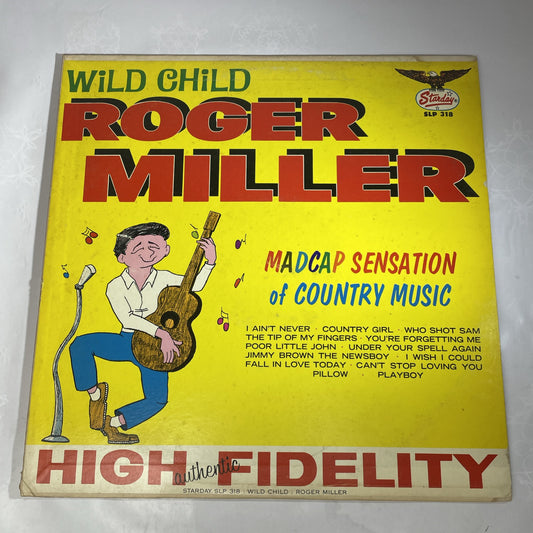 WiLD CHiLD
Starday
SLP 318
ROGER
MILLER
MADCAP SENSATION
of COUNTRY MUSIC
I AIN'T NEVER · COUNTRY GIRL · WHO SHOT SAM
THE TIP OF MY FINGERS · YOU'RE FORGETTING ME
POOR LITTLE JOHN · UNDER YOUR SPELL AGAIN
JIMMY BROWN THE NEWSBOY · I WISH I COULD
FALL IN LOVE TODAY · CAN'T STOP LOVING YOU
PILLOW · PLAYBOY
HIGH authentic FIDELITY
STARDAY SLP 318 · WILD CHILD · ROGER MILLER